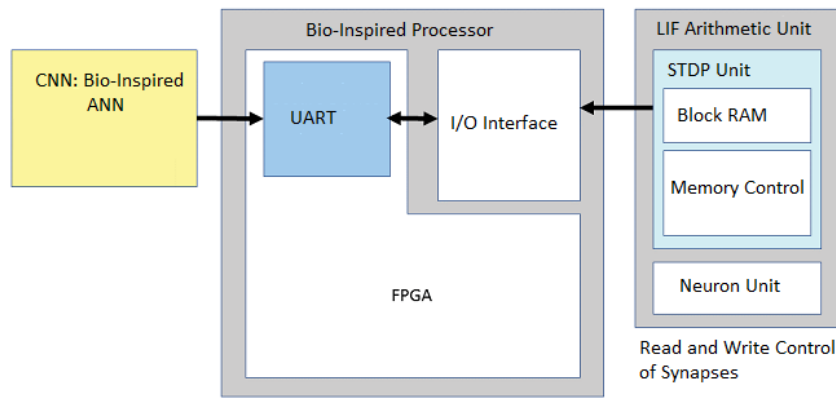 CNN: Bio-Inspired
ANN
Bio-Inspired Processor
UART
I/O Interface
FPGA
LIF Arithmetic Unit
STDP Unit
Block RAM
Memory Control
Neuron Unit
Read and Write Control
of Synapses